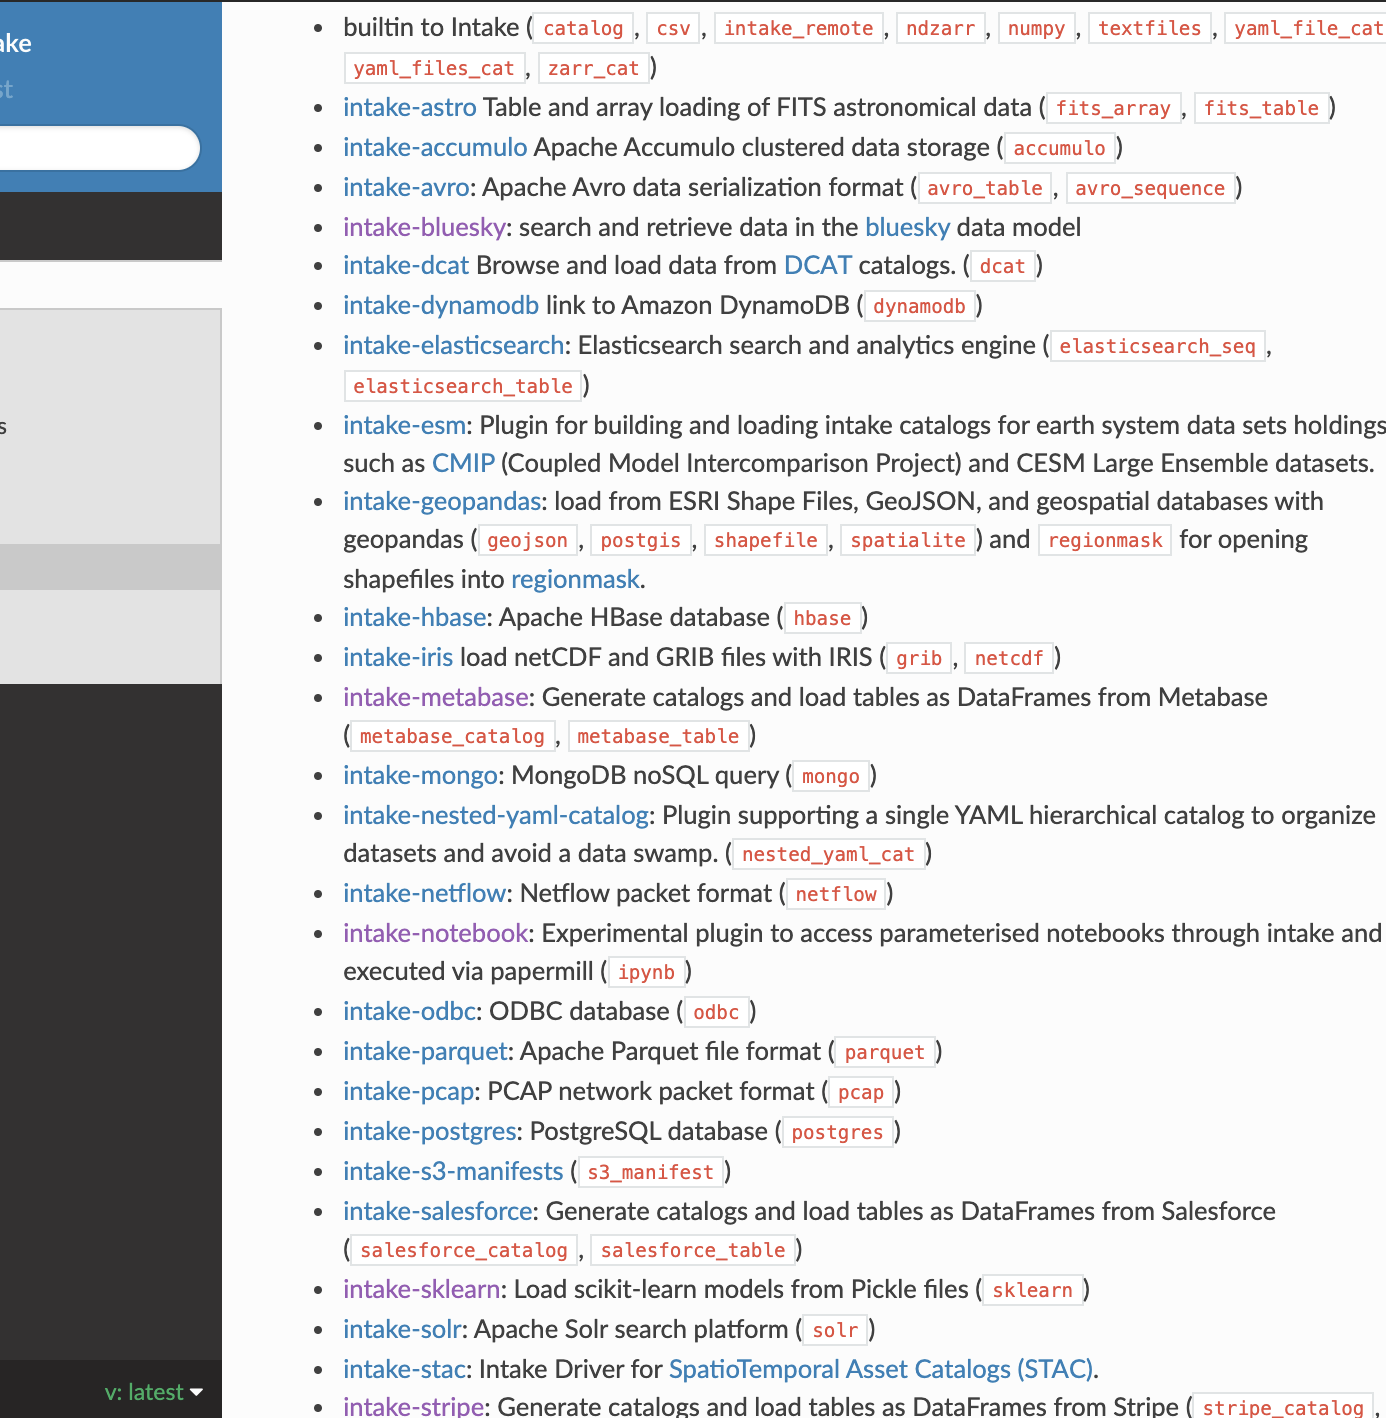 ake
st
s
v: latest
builtin to Intake (catalog, csv, intake_remote, ndzarr, numpy, textfiles, yaml_file_cat
yaml_files_cat, zarr_cat)
intake-astro Table and array loading of FITS astronomical data (fits_array, fits_table)
intake-accumulo Apache Accumulo clustered data storage (accumulo)
intake-avro: Apache Avro data serialization format (avro_table, avro_sequence)
intake-bluesky: search and retrieve data in the bluesky data model
intake-dcat Browse and load data from DCAT catalogs. (dcat)
intake-dynamodb link to Amazon DynamoDB (dynamodb)
intake-elasticsearch: Elasticsearch search and analytics engine (elasticsearch_seq,
elasticsearch_table)
intake-esm: Plugin for building and loading intake catalogs for earth system data sets holdings
such as CMIP (Coupled Model Intercomparison Project) and CESM Large Ensemble datasets.
intake-geopandas: load from ESRI Shape Files, GeoJSON, and geospatial databases with
geopandas (geojson, postgis, shapefile, spatialite) and regionmask for opening
shapefiles into regionmask.
intake-hbase: Apache HBase database (hbase)
intake-iris load netCDF and GRIB files with IRIS (grib, netcdf)
intake-metabase: Generate catalogs and load tables as DataFrames from Metabase
(metabase_catalog, metabase_table)
intake-mongo: MongoDB noSQL query (mongo)
intake-nested-yaml-catalog: Plugin supporting a single YAML hierarchical catalog to organize
datasets and avoid a data swamp. (nested_yaml_cat)
intake-netflow: Netflow packet format (netflow)
intake-notebook: Experimental plugin to access parameterised notebooks through intake and
executed via papermill (ipynb)
intake-odbc: ODBC database (odbc)
intake-parquet: Apache Parquet file format (parquet)
intake-pcap: PCAP network packet format (pcap)
intake-postgres: PostgreSQL database (postgres)
intake-s3-manifests (s3_manifest)
intake-salesforce: Generate catalogs and load tables as DataFrames from Salesforce
(salesforce_catalog, salesforce_table)
intake-sklearn: Load scikit-learn models from Pickle files (sklearn)
intake-solr: Apache Solr search platform (solr)
intake-stac: Intake Driver for SpatioTemporal Asset Catalogs (STAC).
intake-stripe: Generate catalogs and load tables as DataFrames from Stripe (stripe_catalog,